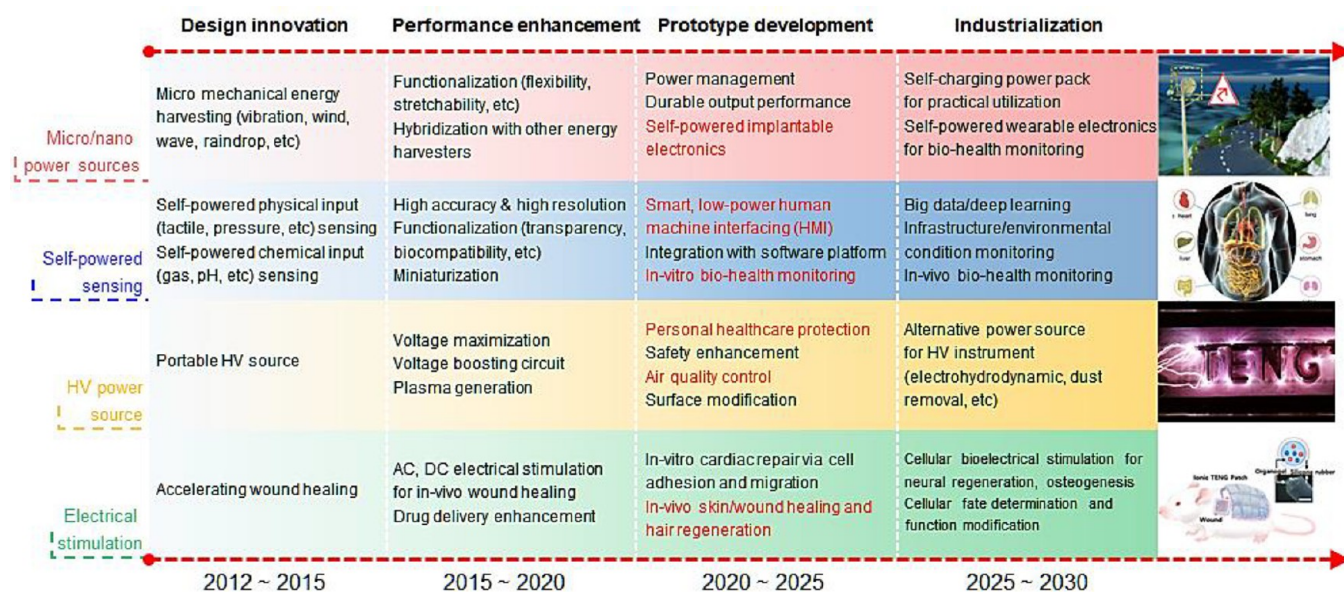 Design innovation
Performance enhancement
Prototype development
Industrialization
Micro/nano
power sources
Micro mechanical energy
harvesting (vibration, wind,
wave, raindrop, etc)
Functionalization (flexibility,
stretchability, etc)
Hybridization with other energy
harvesters
Power management
Durable output performance
Self-powered implantable
electronics
Self-charging power pack
for practical utilization
Self-powered wearable electronics
for bio-health monitoring
Self-powered
sensing
Self-powered physical input
(tactile, pressure, etc) sensing
Self-powered chemical input
(gas, pH, etc) sensing
High accuracy & high resolution
Functionalization (transparency,
biocompatibility, etc)
Miniaturization
Smart, low-power human
machine interfacing (HMI)
Integration with software platform
In-vitro bio-health monitoring
Big data/deep learning
Infrastructure/environmental
condition monitoring
In-vivo bio-health monitoring
heart
lung
liver
stomach
HV power
source
Portable HV source
Voltage maximization
Voltage boosting circuit
Plasma generation
Personal healthcare protection
Safety enhancement
Air quality control
Surface modification
Alternative power source
for HV instrument
(electrohydrodynamic, dust
removal, etc)
TENG
Electrical
stimulation
Accelerating wound healing
AC, DC electrical stimulation
for in-vivo wound healing
Drug delivery enhancement
In-vitro cardiac repair via cell
adhesion and migration
In-vivo skin/wound healing and
hair regeneration
Cellular bioelectrical stimulation for
neural regeneration, osteogenesis
Cellular fate determination and
function modification
Organogel Silicone rubber
Ionic TENG Patch
Wound
2012 ~ 2015
2015 ~ 2020
2020 ~ 2025
2025 ~ 2030